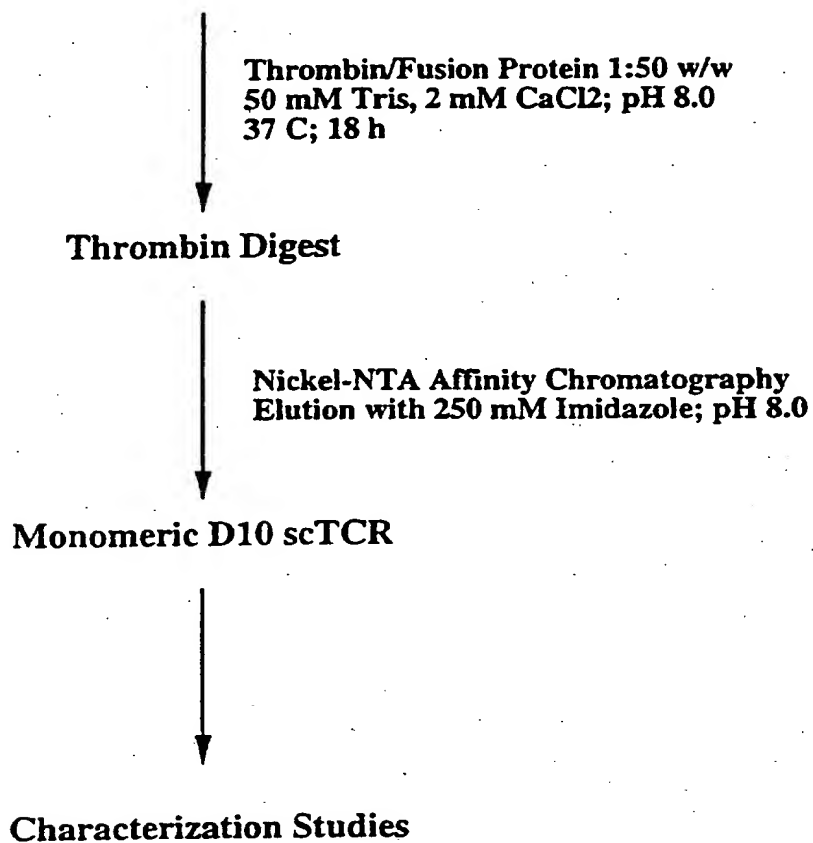 Thrombin/Fusion Protein 1:50 w/w
50 mM Tris, 2 mM CaCl2; pH 8.0
37 C; 18 h
Thrombin Digest
Nickel-NTA Affinity Chromatography
Elution with 250 mM Imidazole; pH 8.0
Monomeric D10 scTCR
Characterization Studies